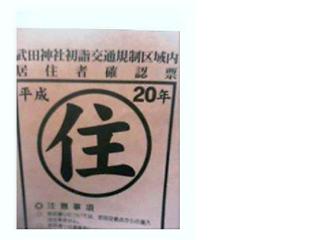 武田神社初詣交通規制区域内
居住者確認票
平成 20年
住
◎注意事項